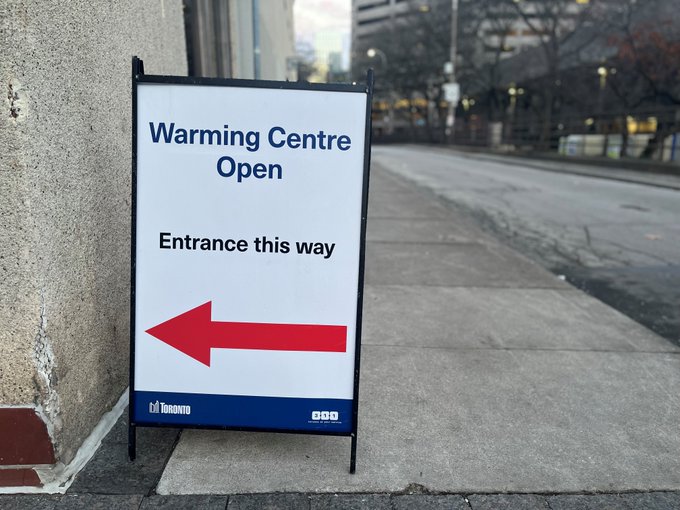 Warming Centre
Open
Entrance this way
TORONTO
311